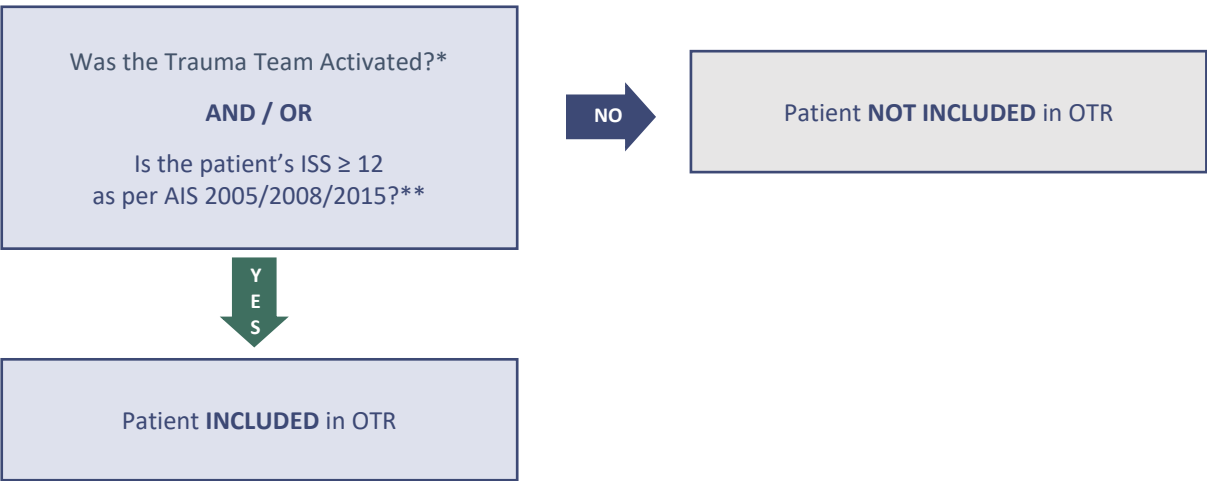 Was the Trauma Team Activated?*
AND / OR
Is the patient’s ISS ≥ 12
as per AIS 2005/2008/2015?**
NO
Patient NOT INCLUDED in OTR
Y
E
S
Patient INCLUDED in OTR